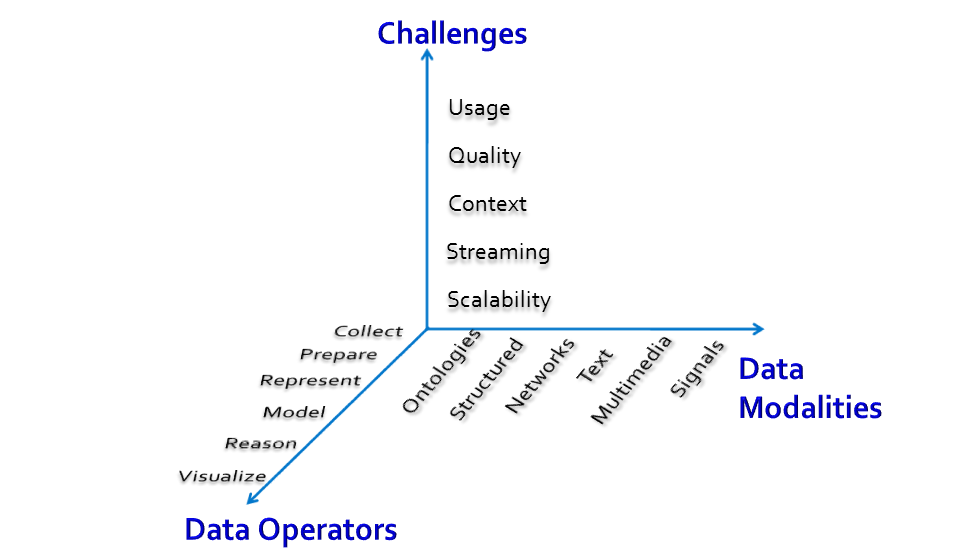 Challenges
Usage
Quality
Context
Streaming
Scalability
Collect
Prepare
Represent
Model
Reason
Visualize
Data Operators
Ontologies
Structured
Networks
Text
Multimedia
Signals
Data
Modalities